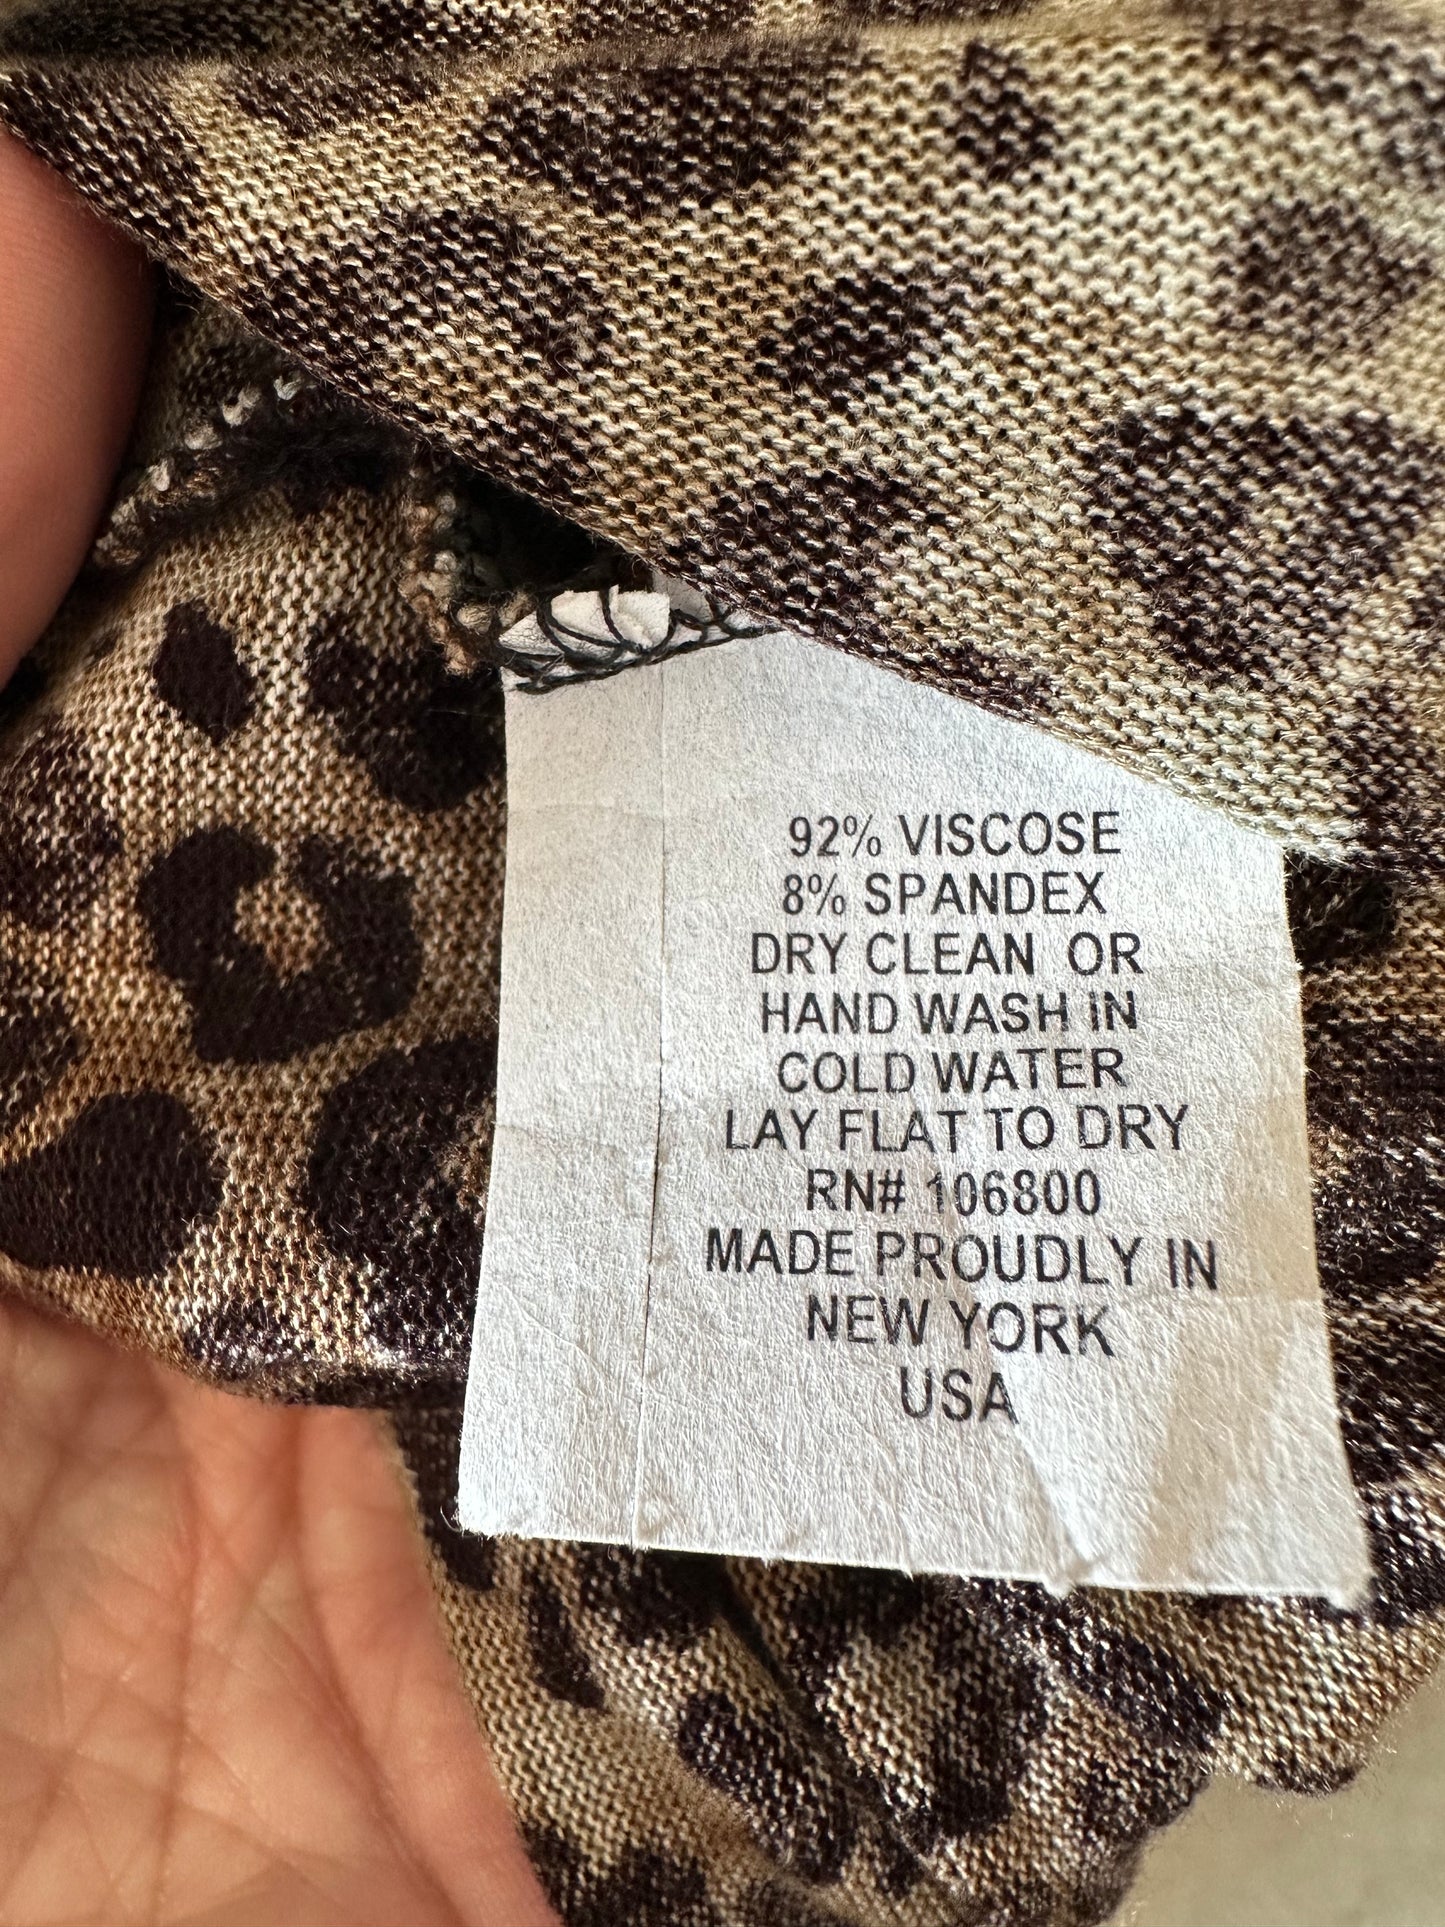 92% VISCOSE
8% SPANDEX
DRY CLEAN OR
HAND WASH IN
COLD WATER
LAY FLAT TO DRY
RN# 106800
MADE PROUDLY IN
NEW YORK
USA